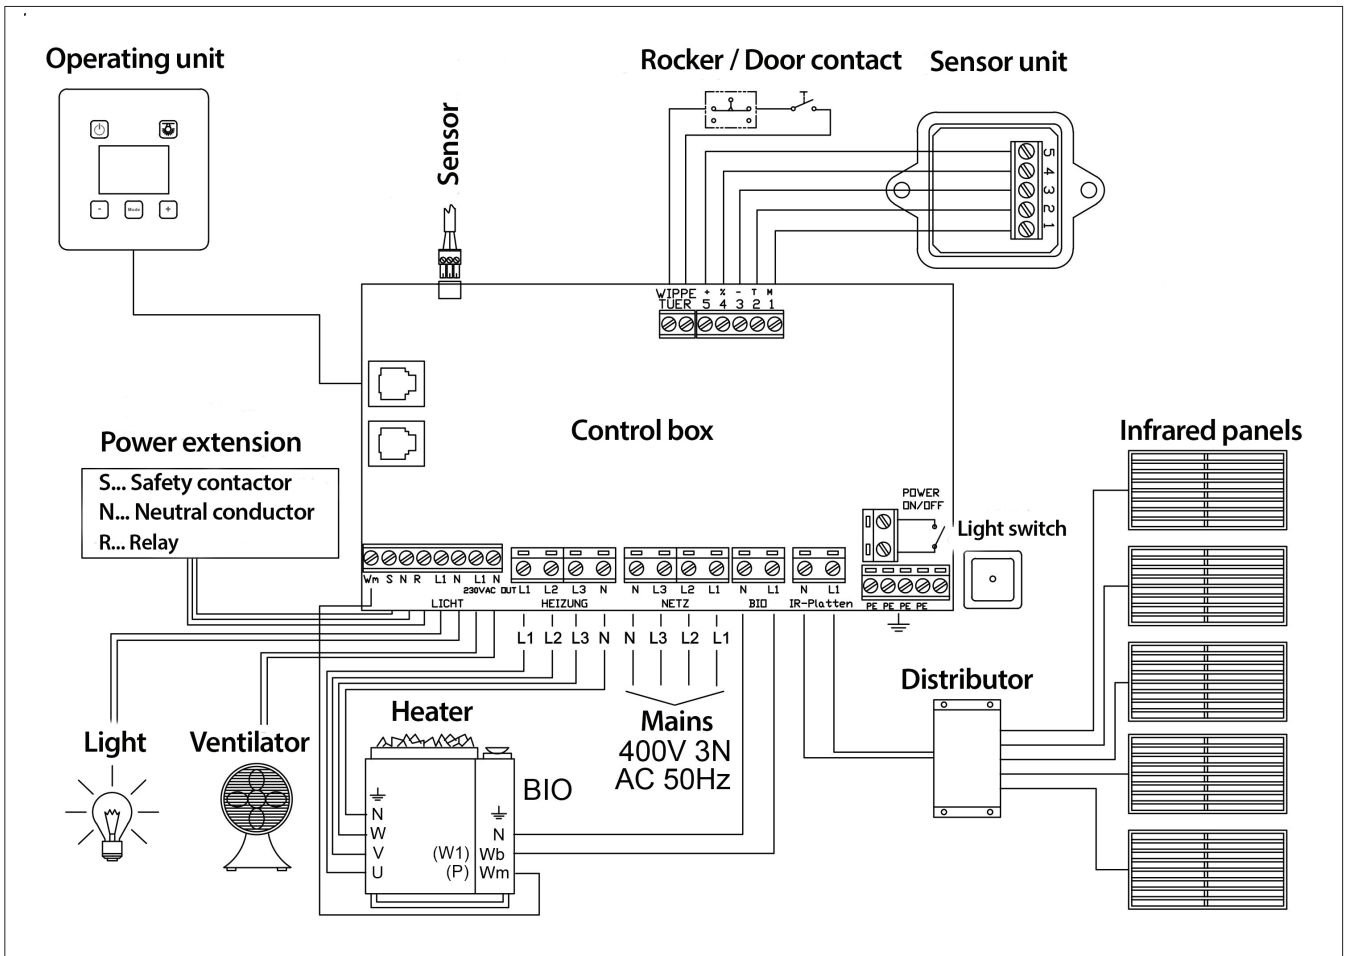 Operating unit
Rocker / Door contact
Sensor unit
Sensor
- Mode +
5
4
3
2
1
WIPPE + % - T M
TUER 5 4 3 2 1
Control box
Power extension
S... Safety contactor
N... Neutral conductor
R... Relay
Infrared panels
POWER
ON/OFF
Light switch
Wm S N R L1 N L1 N
230VAC OUT L1 L2 L3 N
N L3 L2 L1
N L1
N L1
LICHT HEIZUNG NETZ BIO IR-Platten
PE PE PE PE
L1 L2 L3 N N L3 L2 L1
Mains
400V 3N
AC 50Hz
Distributor
Light
Ventilator
Heater
BIO
N
W
V
U
N
(W1) Wb
(P) Wm